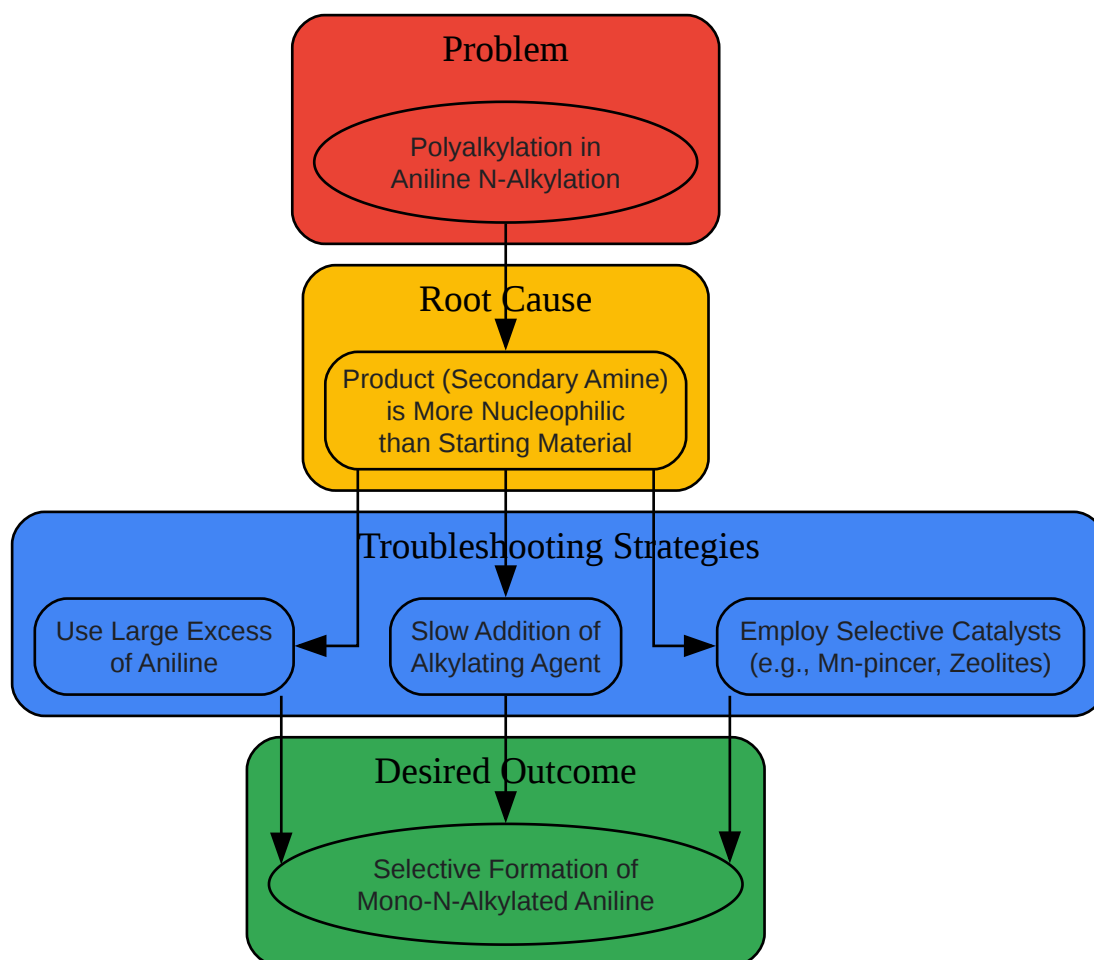 Problem
Polyalkylation in
Aniline N-Alkylation
Root Cause
Product (Secondary Amine)
is More Nucleophilic
than Starting Material
Troubleshooting Strategies
Use Large Excess
of Aniline
Slow Addition of
Alkylating Agent
Employ Selective Catalysts
(e.g., Mn-pincer, Zeolites)
Desired Outcome
Selective Formation of
Mono-N-Alkylated Aniline